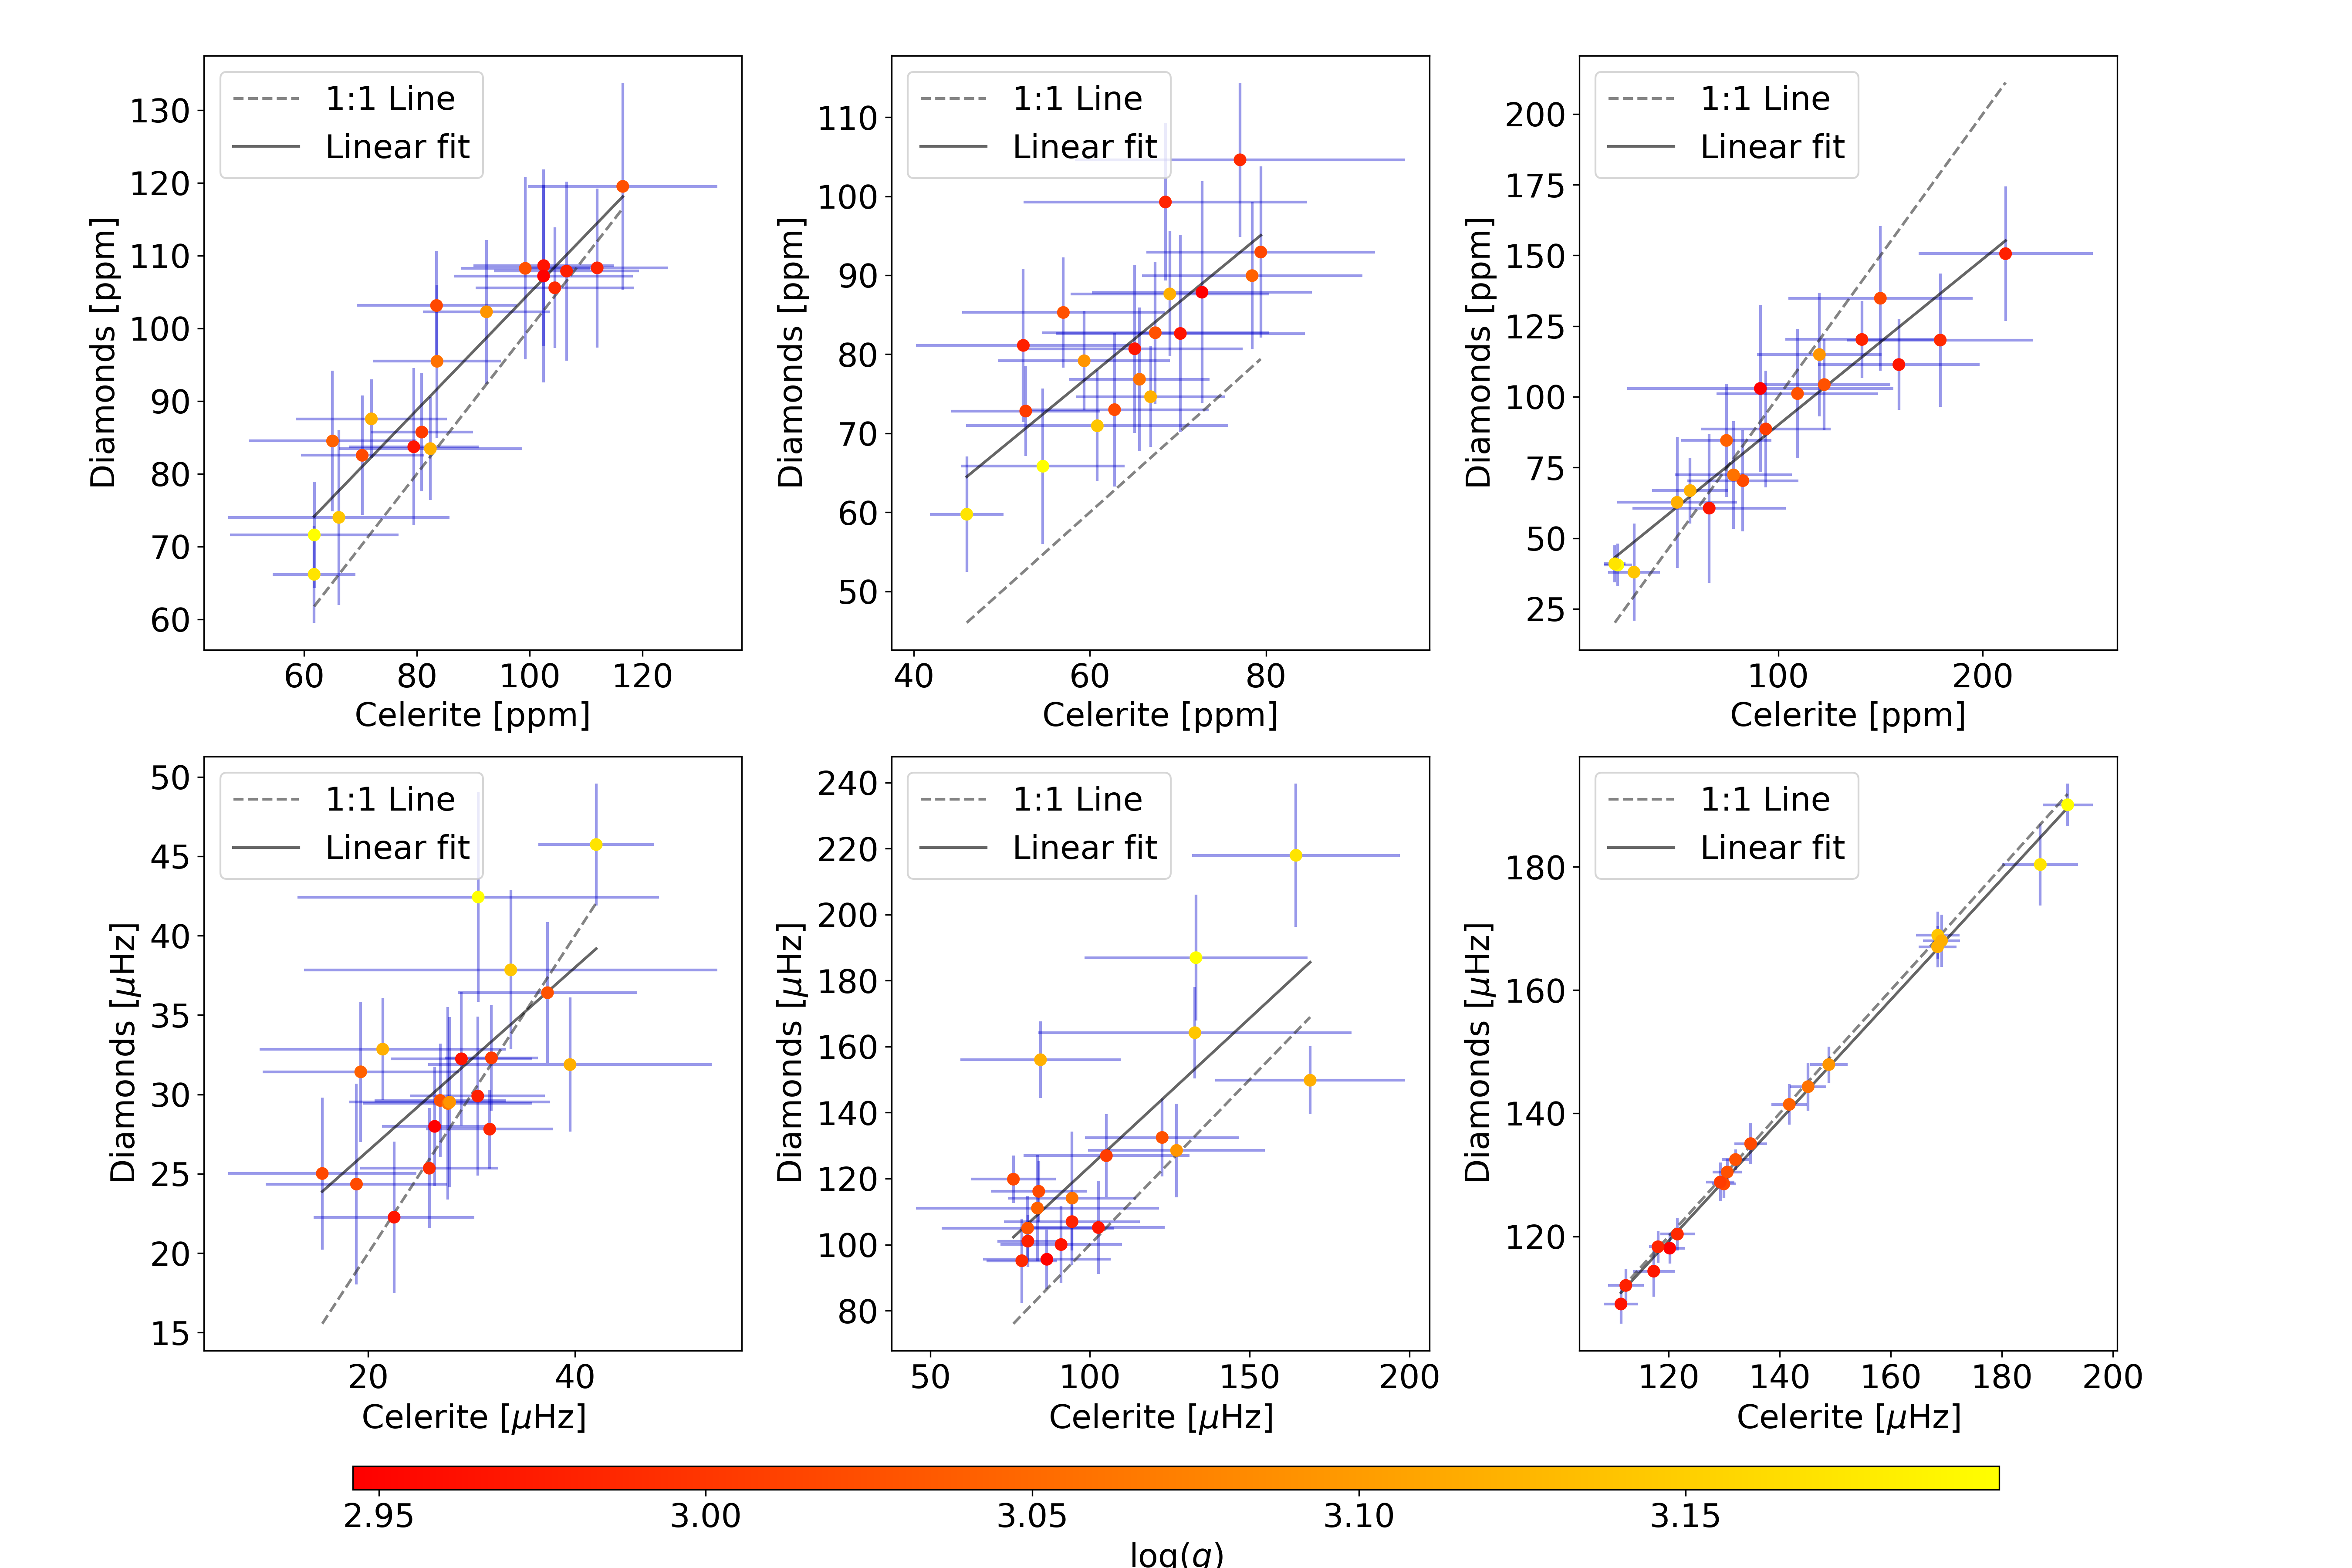 1:1 Line
Linear fit
130
120
110
100
90
80
70
60
Diamonds [ppm]
60 80 100 120
Celerite [ppm]
1:1 Line
Linear fit
110
100
90
80
70
60
50
Diamonds [ppm]
40 60 80
Celerite [ppm]
1:1 Line
Linear fit
200
175
150
125
100
75
50
25
Diamonds [ppm]
100 200
Celerite [ppm]
1:1 Line
Linear fit
50
45
40
35
30
25
20
15
Diamonds [μHz]
20 40
Celerite [μHz]
1:1 Line
Linear fit
240
220
200
180
160
140
120
100
80
Diamonds [μHz]
50 100 150 200
Celerite [μHz]
1:1 Line
Linear fit
180
160
140
120
Diamonds [μHz]
120 140 160 180 200
Celerite [μHz]
2.95 3.00 3.05 3.10 3.15
log(g)